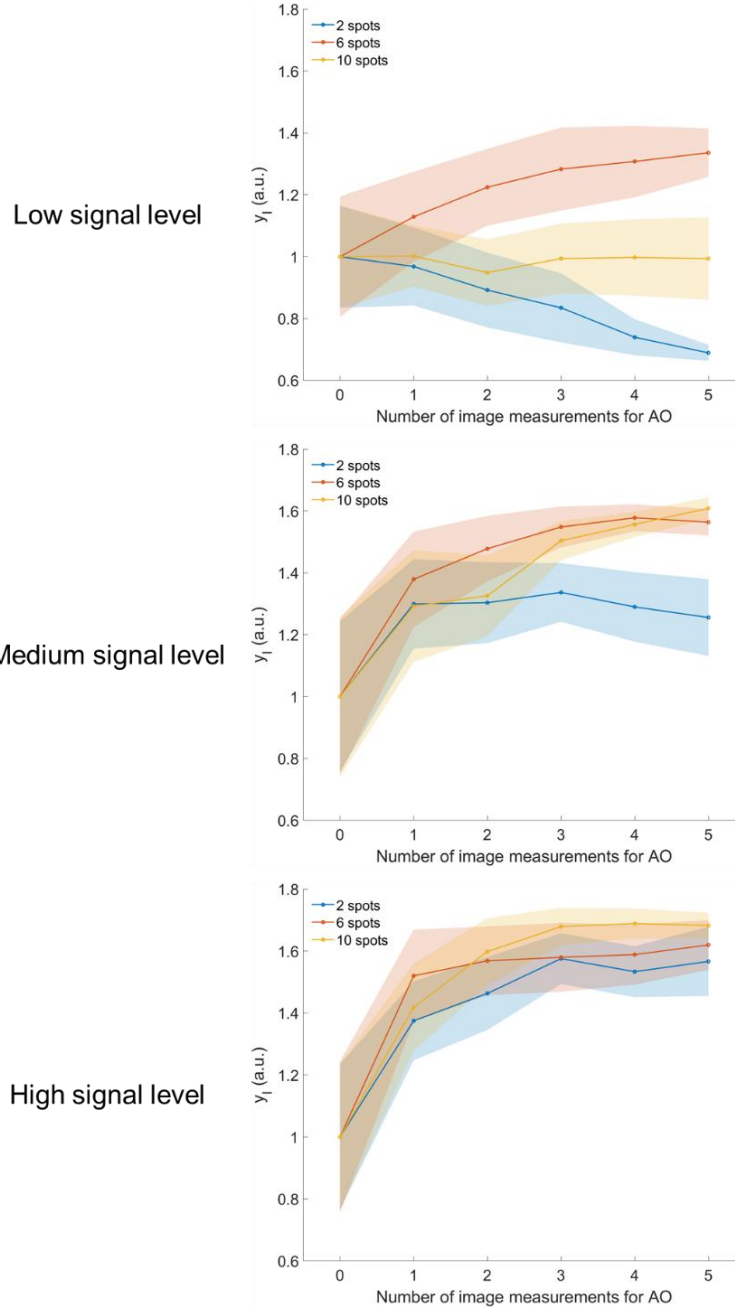 1.8
2 spots
6 spots
10 spots
1.6
1.4
1.2
1
0.8
0.6
y_I (a.u.)
Low signal level
0 1 2 3 4 5
Number of image measurements for AO
1.8
2 spots
6 spots
10 spots
1.6
1.4
1.2
1
0.8
0.6
y_I (a.u.)
Medium signal level
0 1 2 3 4 5
Number of image measurements for AO
1.8
2 spots
6 spots
10 spots
1.6
1.4
1.2
1
0.8
0.6
y_I (a.u.)
High signal level
0 1 2 3 4 5
Number of image measurements for AO